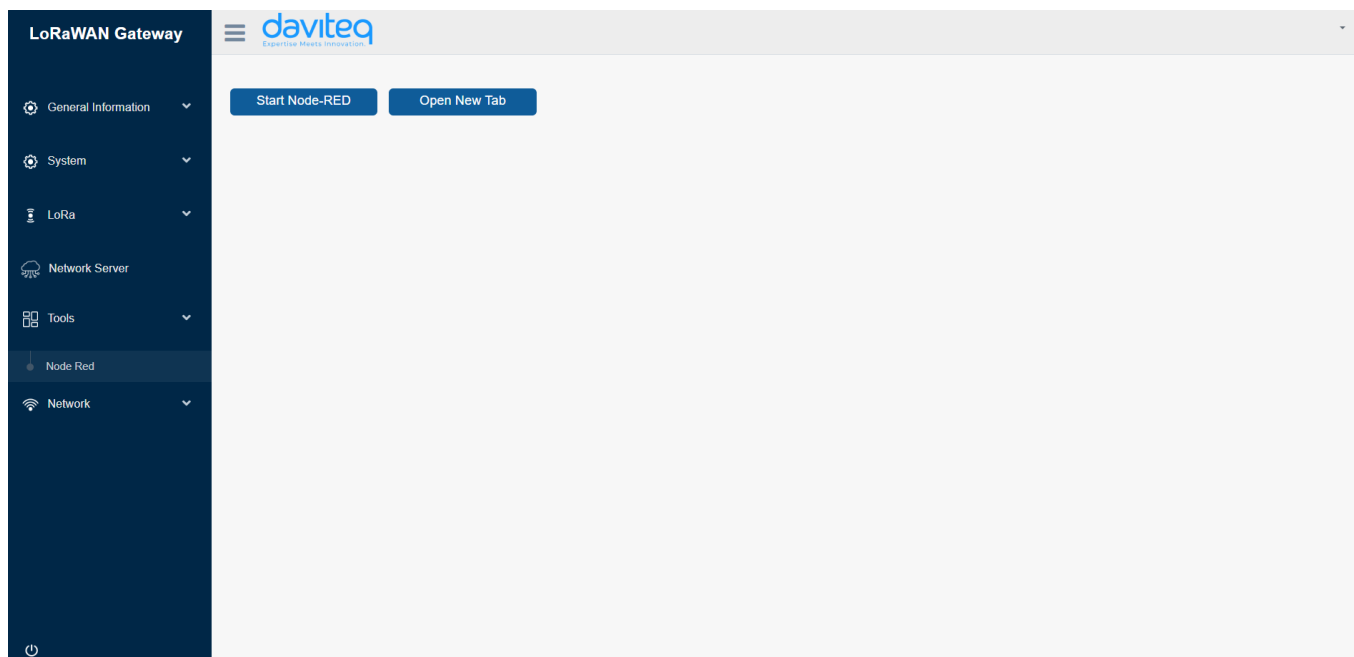 LoRaWAN Gateway
daviteq
Expertise Meets Innovation.
General Information
System
LoRa
Network Server
Tools
Node Red
Network
Start Node-RED
Open New Tab